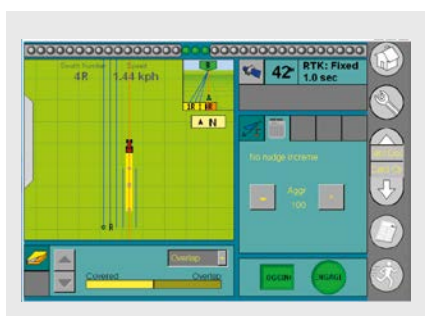 Swath Number
Speed
4R
1.44 kph
B
A
1R
N
42°
RTK: Fixed
1.0 sec
No nudge increme
Aggr
100
A
Overlap
Covered
Overlap
ENGAGE